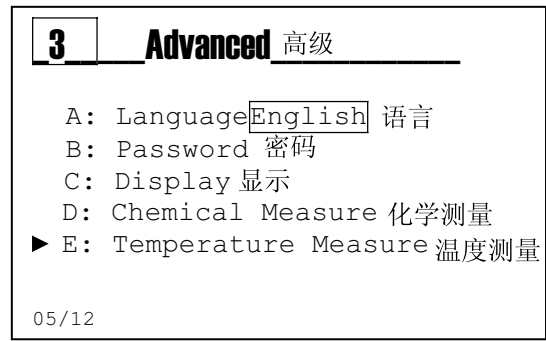 3 Advanced 高级
A: Language English 语言
B: Password 密码
C: Display 显示
D: Chemical Measure 化学测量
► E: Temperature Measure 温度测量
05/12